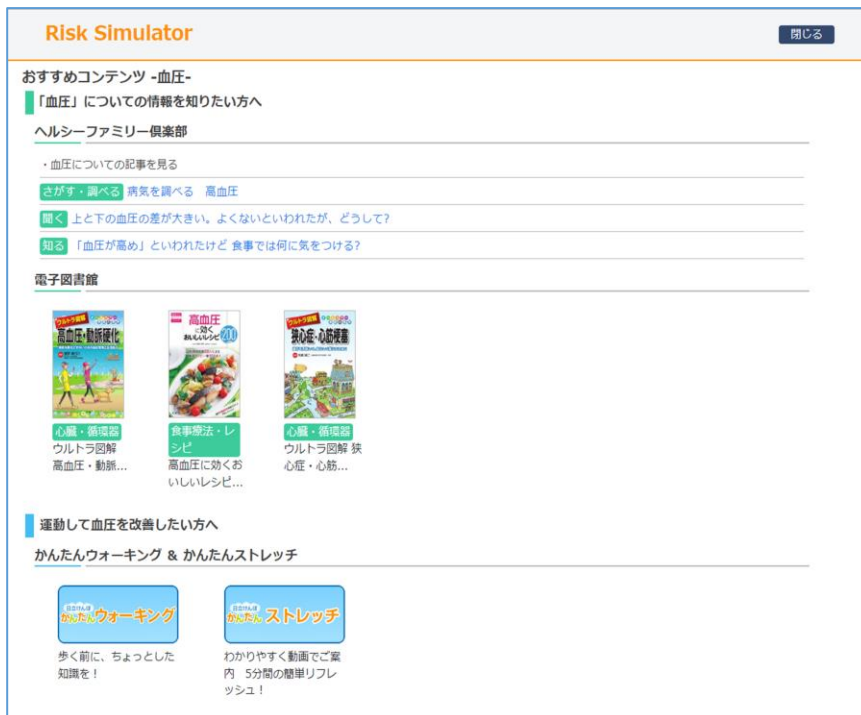 Risk Simulator
閉じる
おすすめコンテンツ -血圧-
「血圧」についての情報を知りたい方へ
ヘルシーファミリー倶楽部
・血圧についての記事を見る
さがす・調べる 病気を調べる　高血圧
聞く 上と下の血圧の差が大きい。よくないといわれたが、どうして?
知る 「血圧が高め」といわれたけど 食事では何に気をつける?
電子図書館
ウルトラ図解
高血圧・動脈硬化
高血圧
に効く
おいしいレシピ
200
ウルトラ図解
狭心症・心筋梗塞
心臓・循環器
ウルトラ図解
高血圧・動脈...
食事療法・レ
シピ
高血圧に効くお
いしいレシピ...
心臓・循環器
ウルトラ図解 狭
心症・心筋...
運動して血圧を改善したい方へ
かんたんウォーキング & かんたんストレッチ
かんたん ウォーキング
かんたん ストレッチ
歩く前に、ちょっとした
知識を！
わかりやすく動画でご案
内　5分間の簡単リフレ
ッシュ！